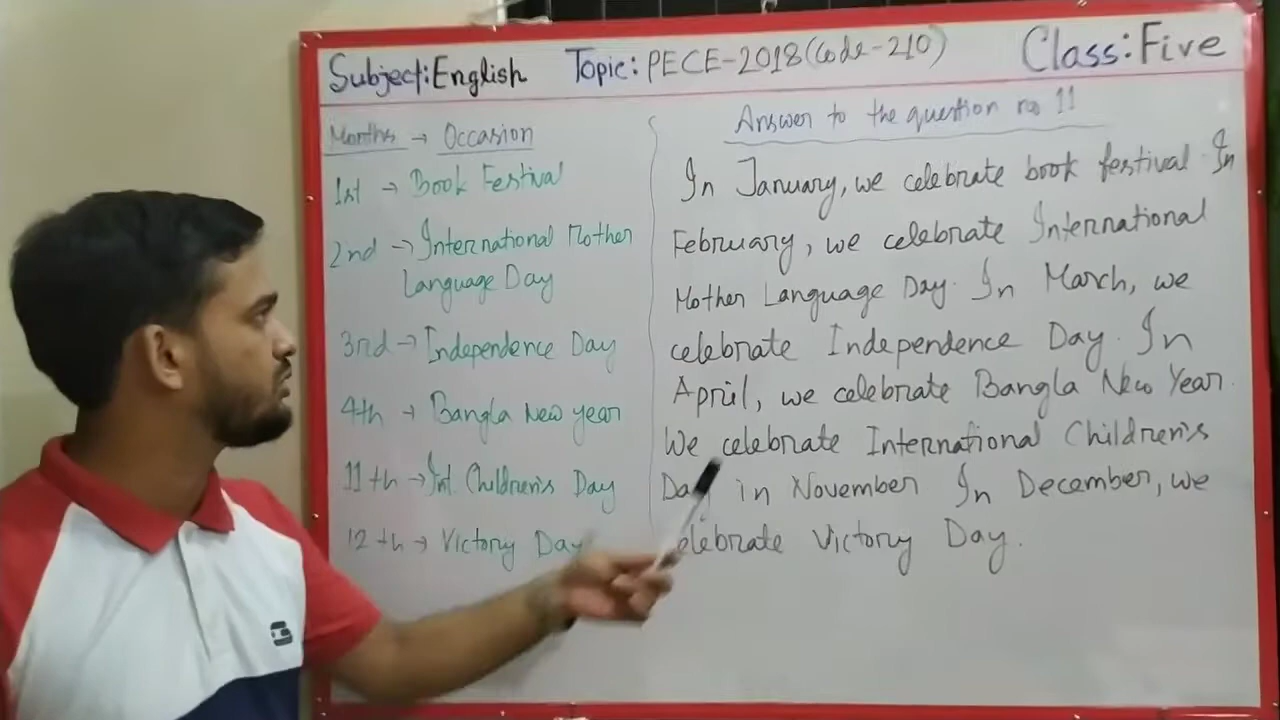 Subject: English Topic: PECE-2018 (Code-210) Class: Five
Months → Occasion
1st → Book Festival
2nd → International Mother
Language Day
3rd → Independence Day
4th → Bangla New year
11th → Int. Children's Day
12th → Victory Day
Answer to the question no 11
In January, we celebrate book festival. In
February, we celebrate International
Mother Language Day. In March, we
celebrate Independence Day. In
April, we celebrate Bangla New Year.
We celebrate International Children's
Day in November In December, we
celebrate Victory Day.